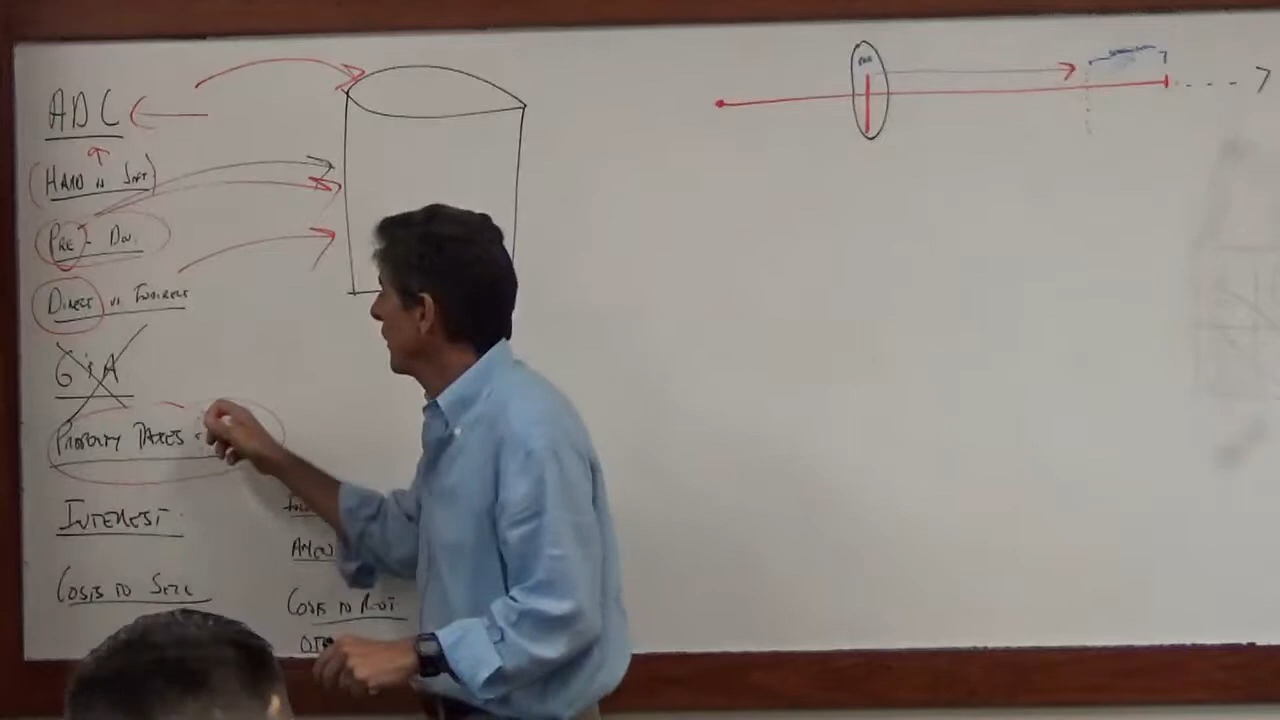 ADC
(HARD vs SOFT)
PRE - DEV.
DIRECT vs INDIRECT
G & A
PROPERTY TAXES
INTEREST
COSTS TO SELL
COSTS TO RENT